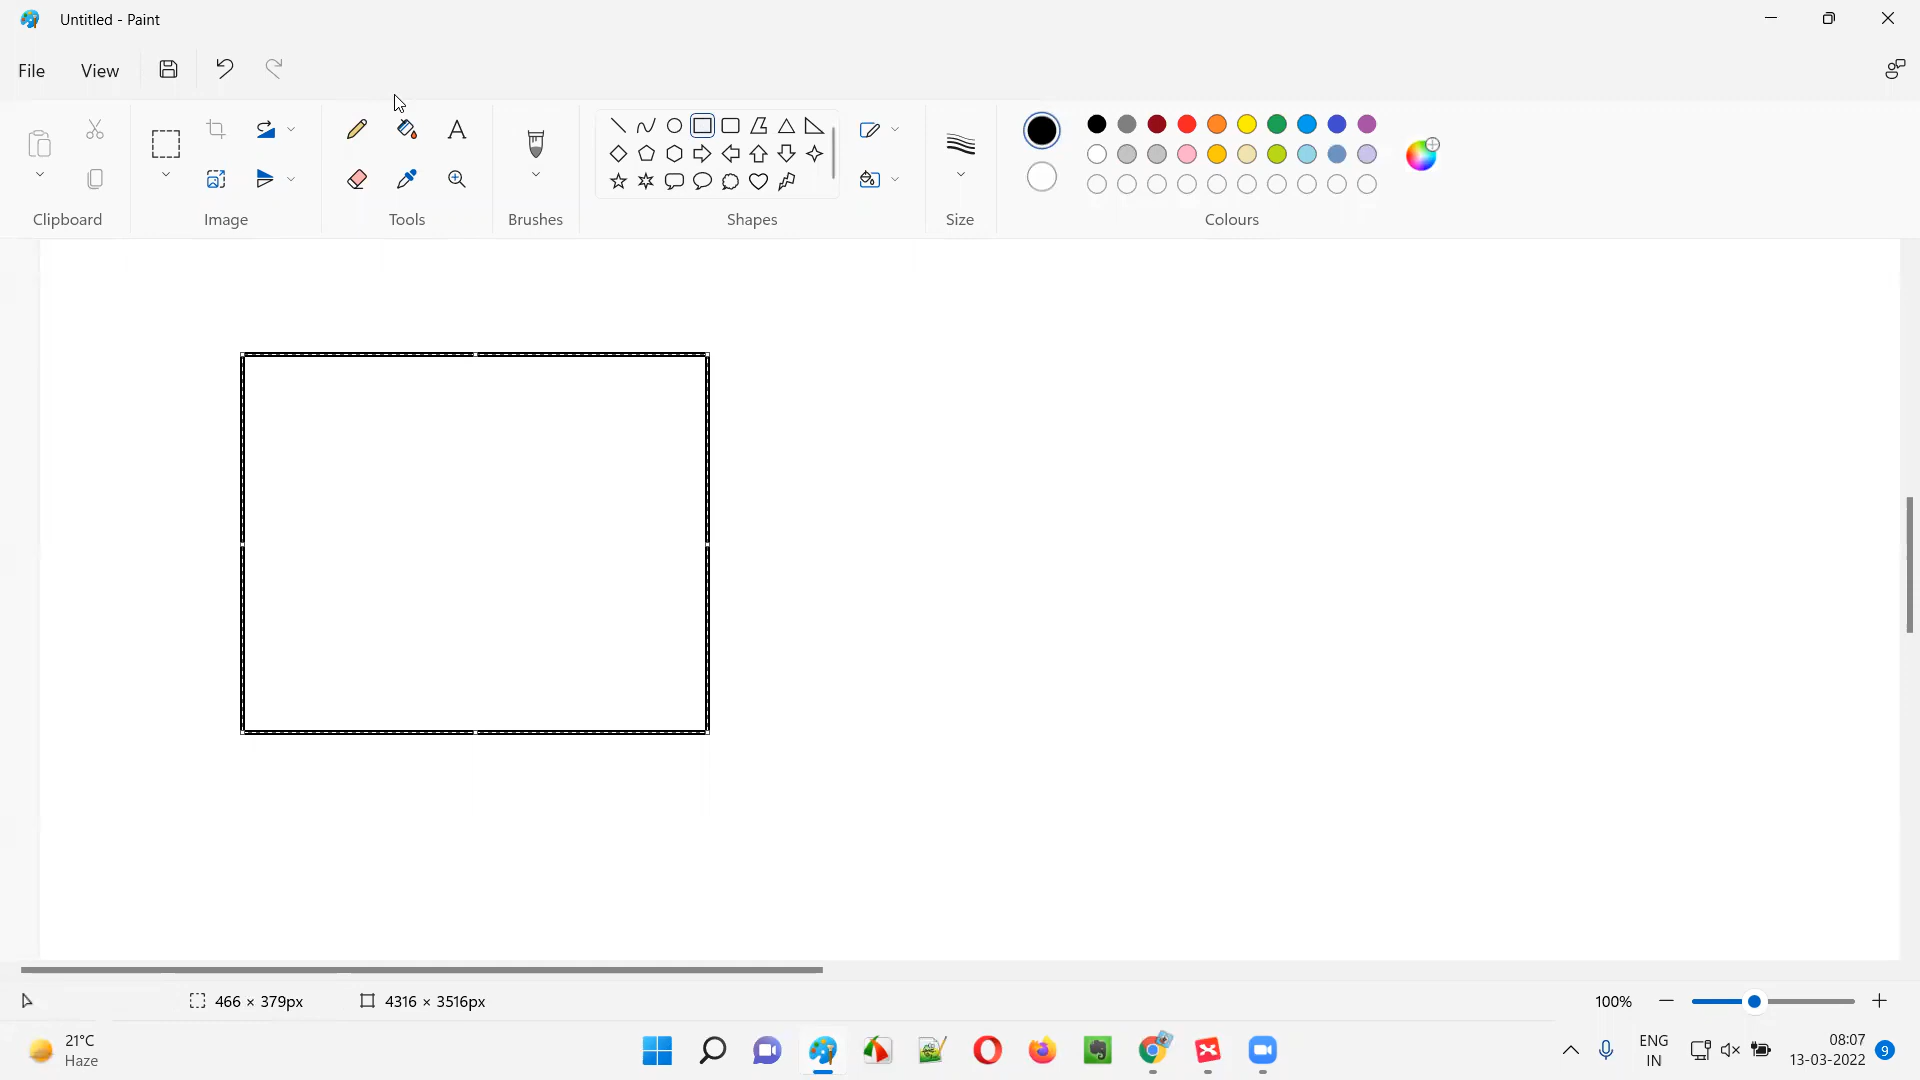 Untitled - Paint
File View
Clipboard Image Tools Brushes Shapes Size Colours
466 × 379px 4316 × 3516px 100%
21°C
Haze
ENG
IN
08:07
13-03-2022 9